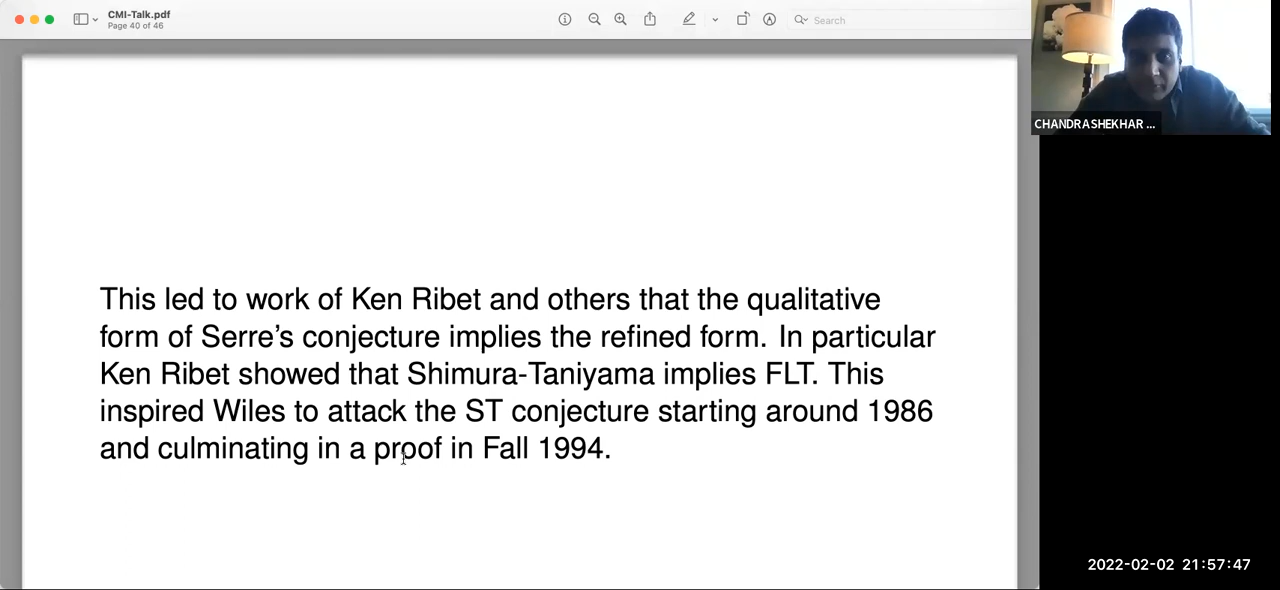 CMI-Talk.pdf
Page 40 of 46
Search
CHANDRASHEKHAR ...
This led to work of Ken Ribet and others that the qualitative
form of Serre’s conjecture implies the refined form. In particular
Ken Ribet showed that Shimura-Taniyama implies FLT. This
inspired Wiles to attack the ST conjecture starting around 1986
and culminating in a proof in Fall 1994.
2022-02-02 21:57:47